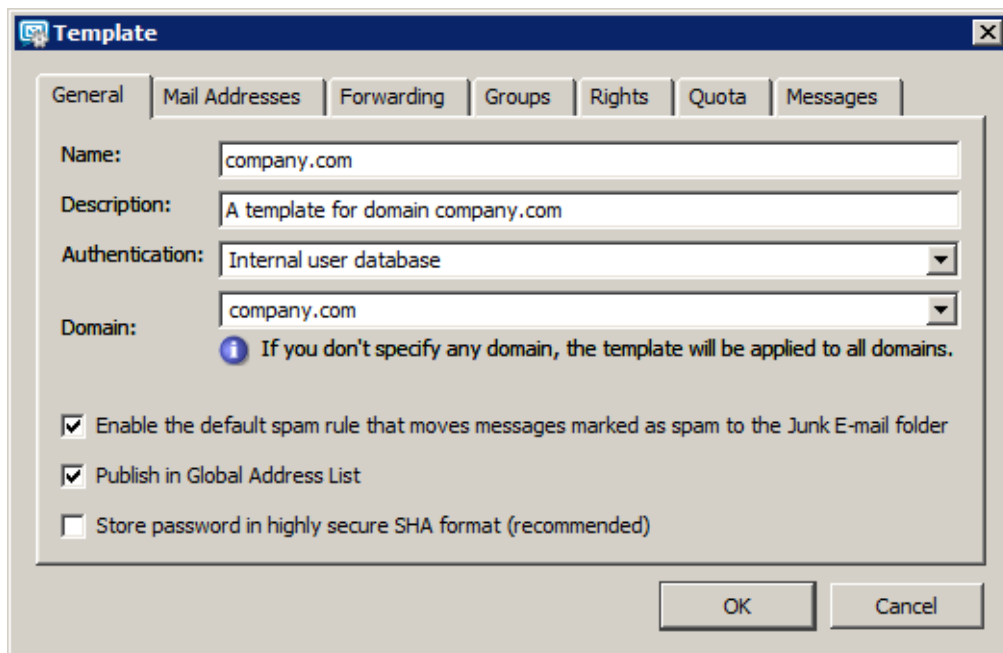 Template
General Mail Addresses Forwarding Groups Rights Quota Messages
Name: company.com
Description: A template for domain company.com
Authentication: Internal user database
Domain: company.com
If you don't specify any domain, the template will be applied to all domains.
Enable the default spam rule that moves messages marked as spam to the Junk E-mail folder
Publish in Global Address List
Store password in highly secure SHA format (recommended)
OK Cancel